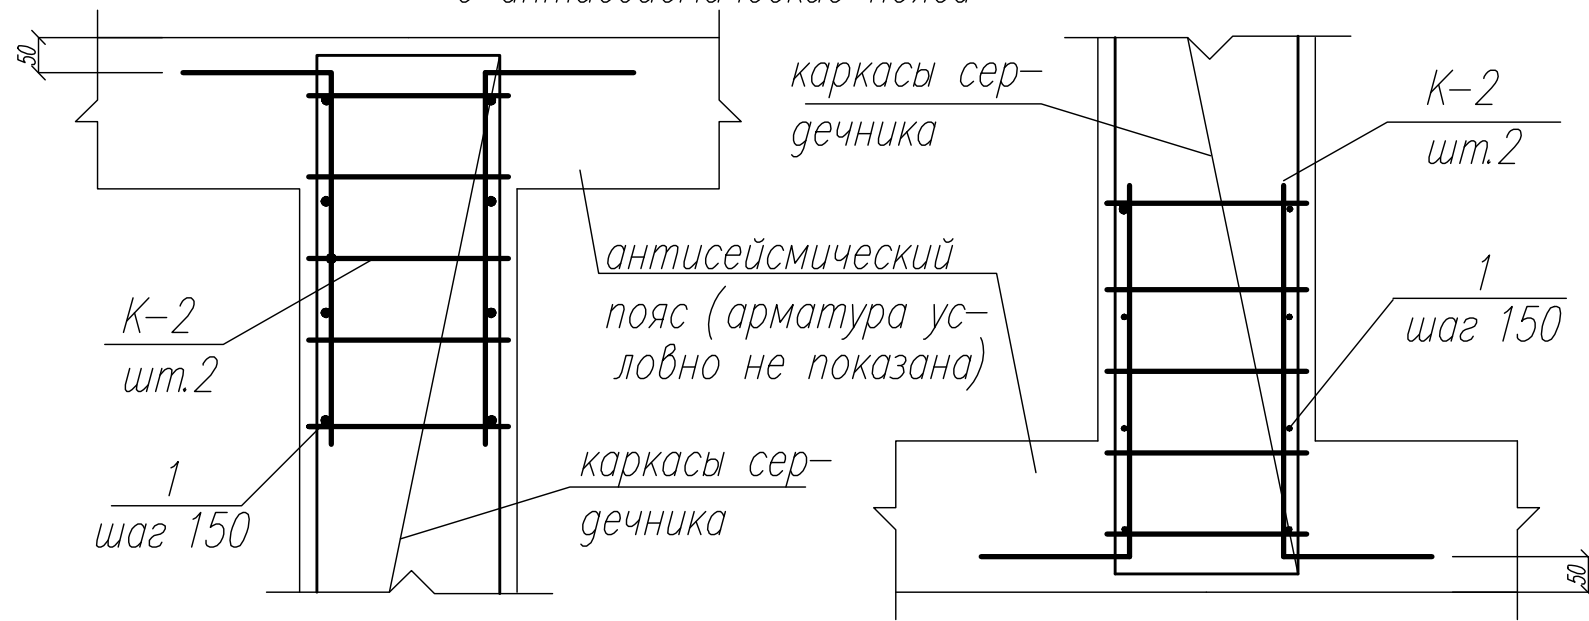 50
каркасы сер-
дечника
К-2
шт.2
антисейсмический
пояс (арматура ус-
ловно не показана)
1
шаг 150
К-2
шт.2
каркасы сер-
дечника
1
шаг 150
50